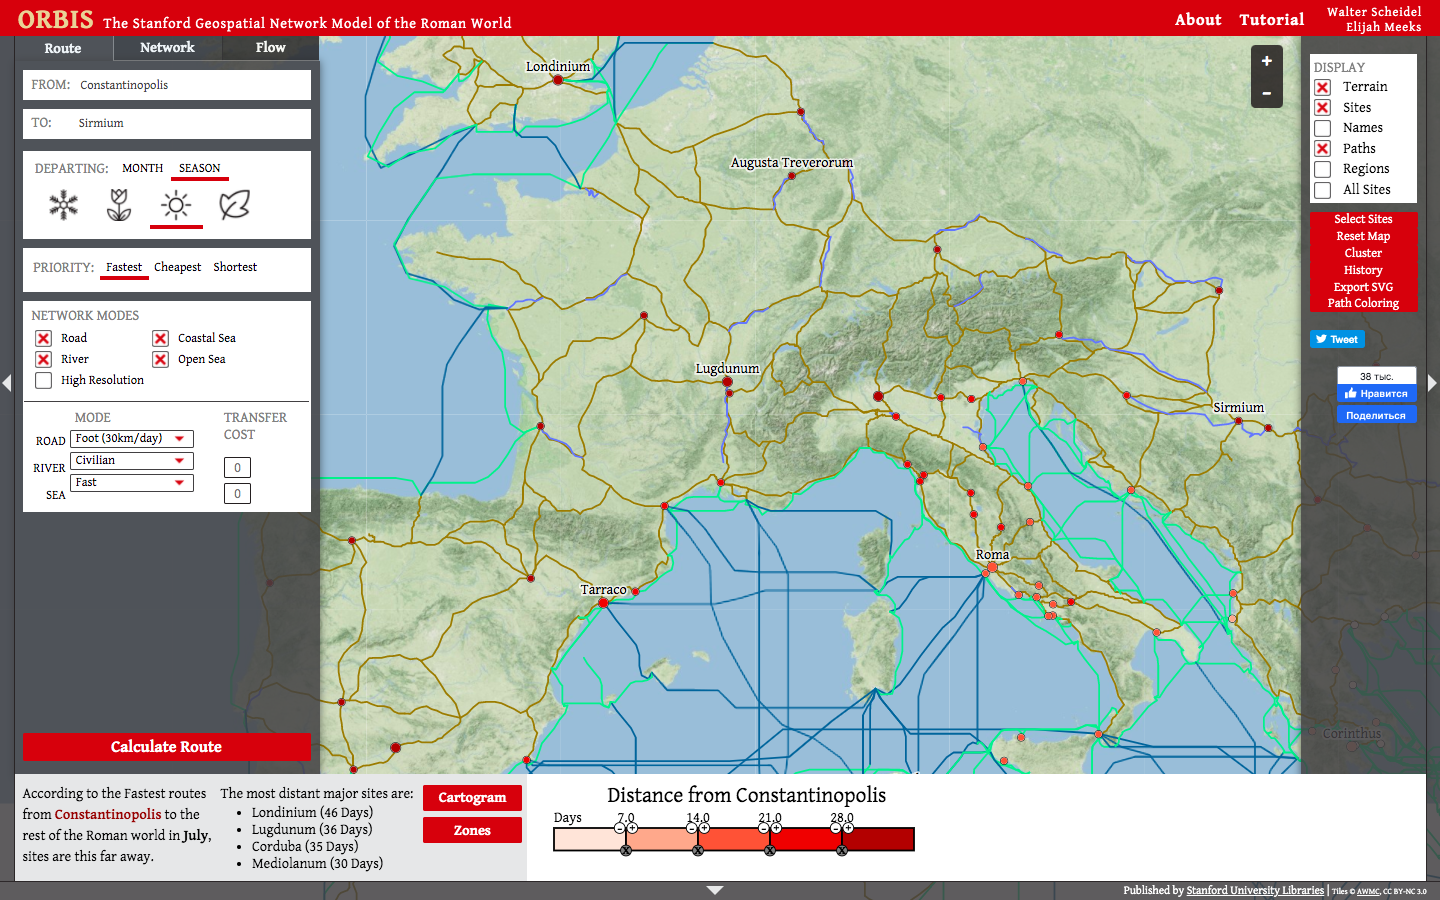 ORBIS The Stanford Geospatial Network Model of the Roman World
About Tutorial
Walter Scheidel
Elijah Meeks
Route Network Flow
FROM: Constantinopolis
TO: Sirmium
DEPARTING: MONTH SEASON
PRIORITY: Fastest Cheapest Shortest
NETWORK MODES
Road Coastal Sea
River Open Sea
High Resolution
MODE TRANSFER COST
ROAD Foot (30km/day)
RIVER Civilian 0
SEA Fast 0
Calculate Route
Londinium
Augusta Treverorum
Lugdunum
Sirmium
Roma
Tarraco
Corinthus
+
-
DISPLAY
Terrain
Sites
Names
Paths
Regions
All Sites
Select Sites
Reset Map
Cluster
History
Export SVG
Path Coloring
Tweet
38 тыс.
Нравится
Поделиться
According to the Fastest routes
from Constantinopolis to the
rest of the Roman world in July,
sites are this far away.
The most distant major sites are:
• Londinium (46 Days)
• Lugdunum (36 Days)
• Corduba (35 Days)
• Mediolanum (30 Days)
Cartogram
Zones
Distance from Constantinopolis
Days 7.0 14.0 21.0 28.0
Published by Stanford University Libraries | Tiles © AWMC, CC BY-NC 3.0